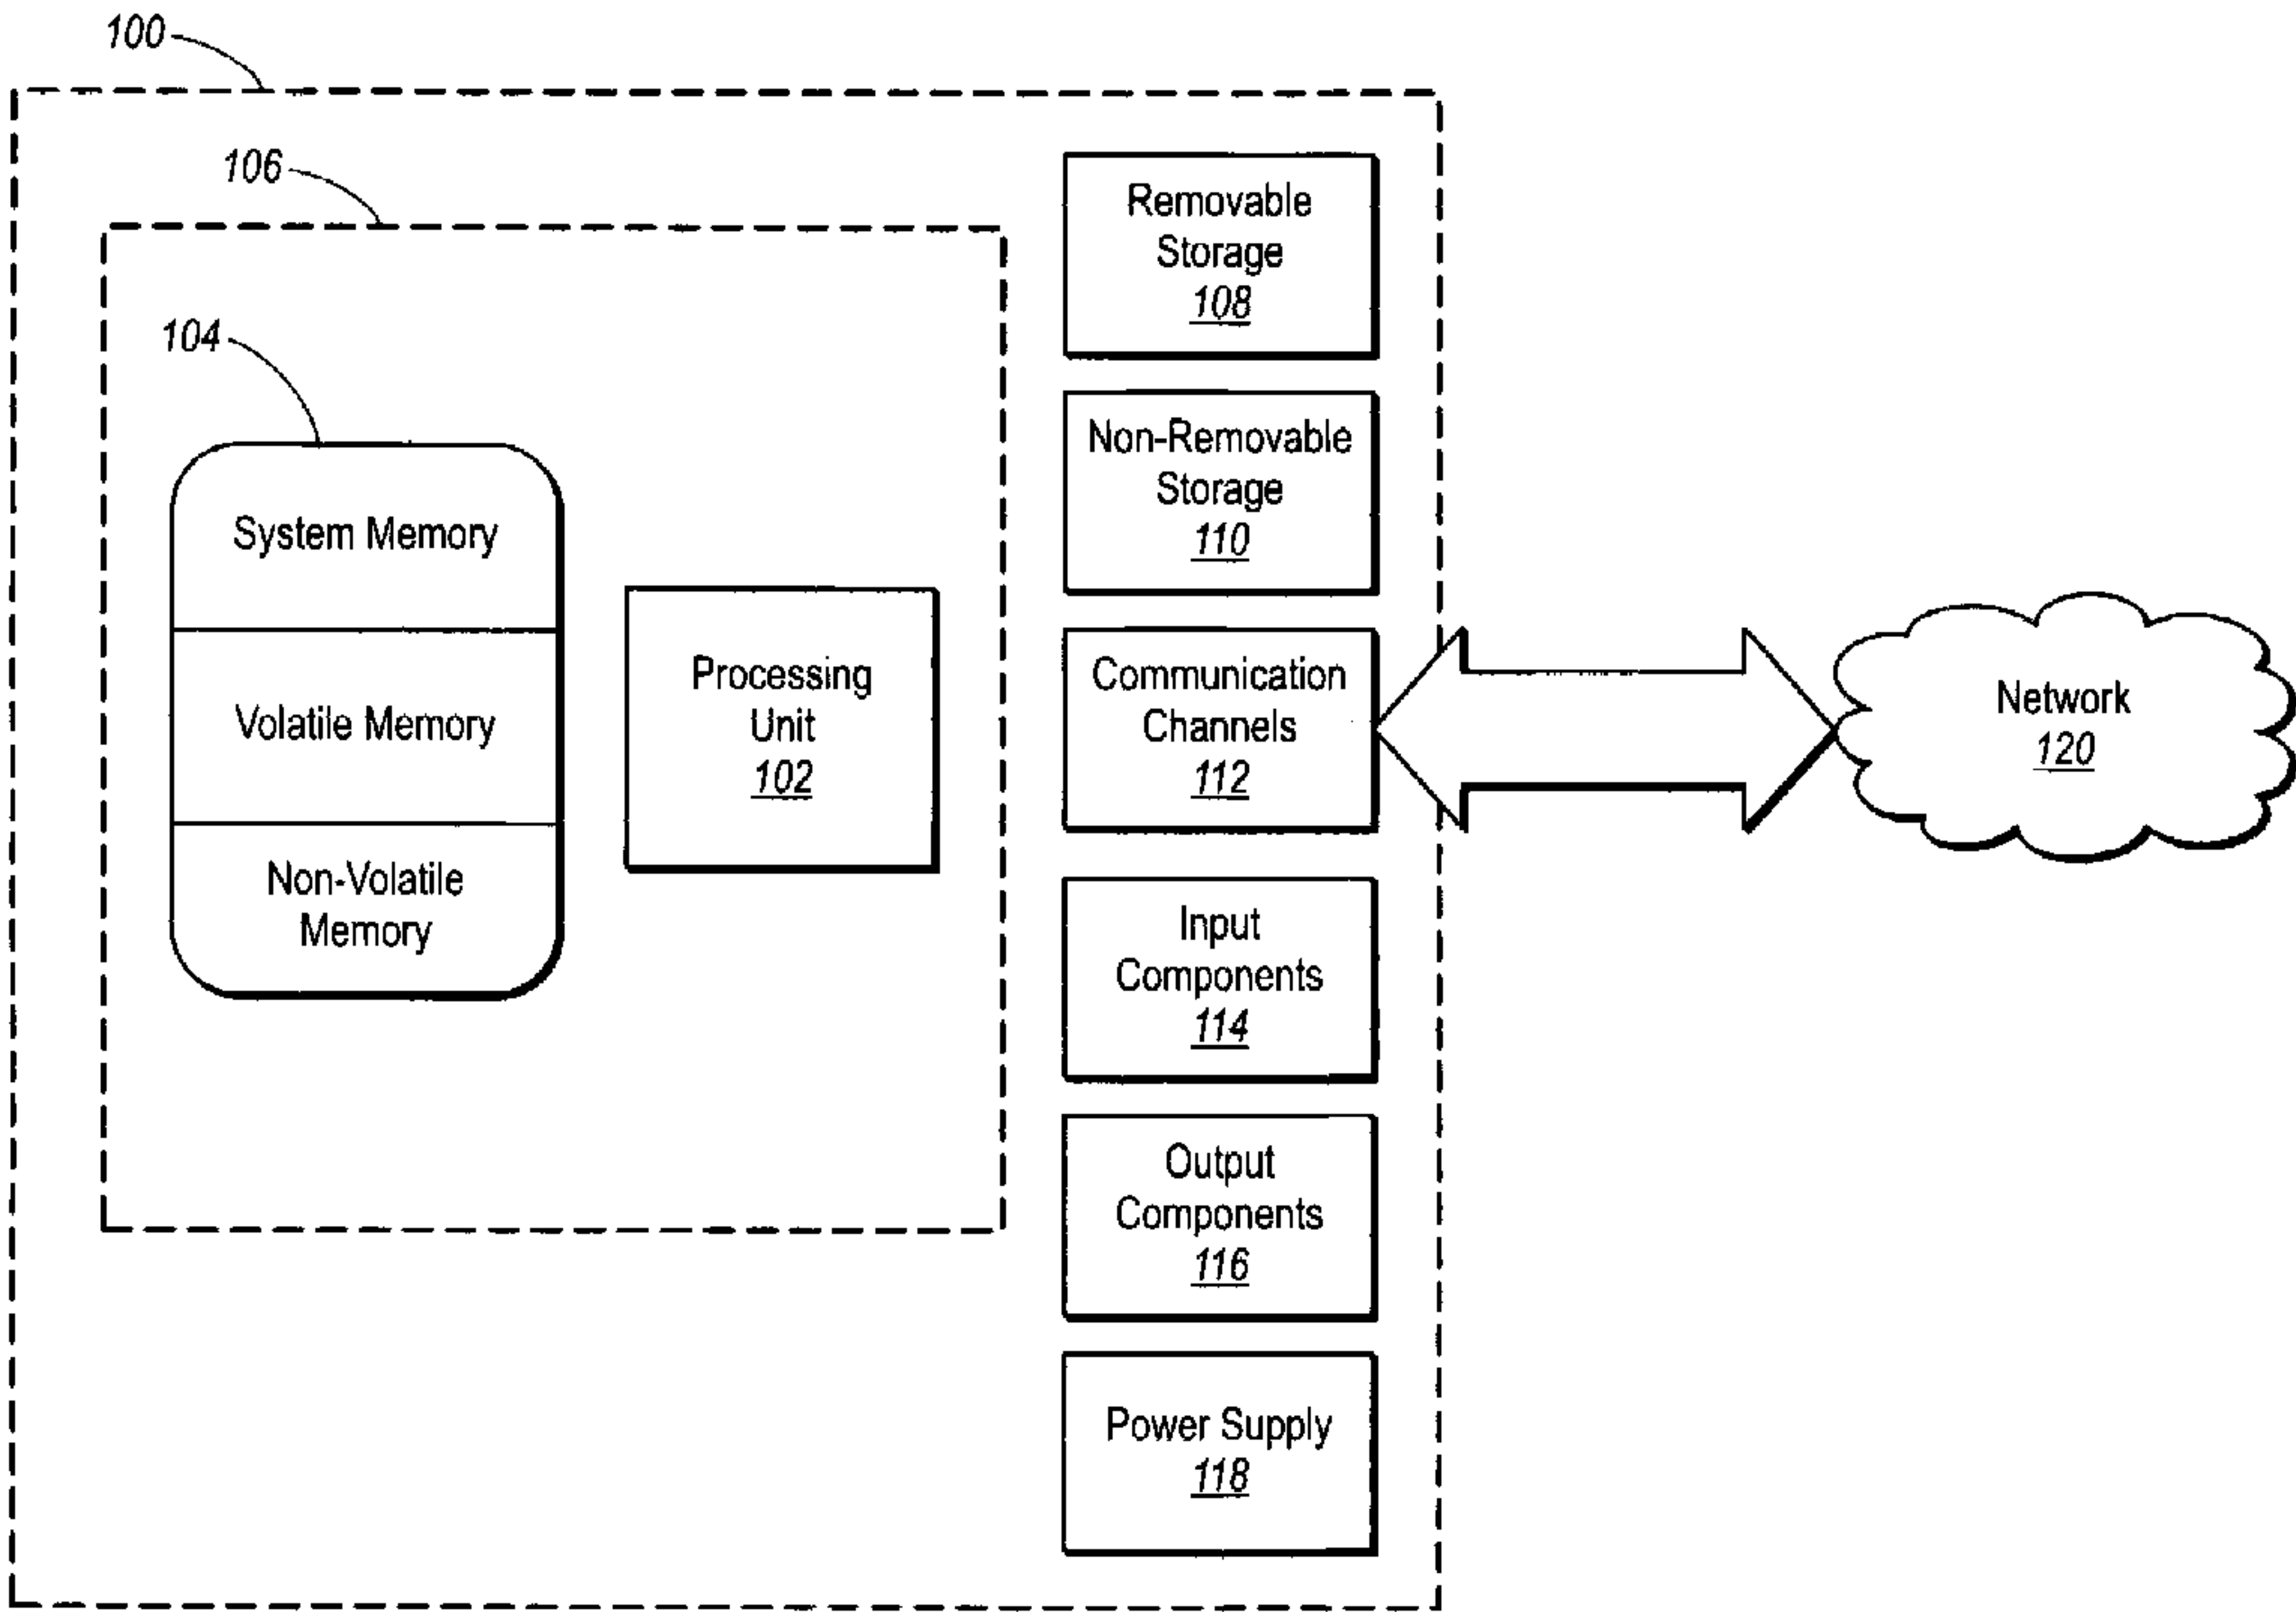 100
106
104
System Memory
Volatile Memory
Non-Volatile
Memory
Processing
Unit
102
Removable
Storage
108
Non-Removable
Storage
110
Communication
Channels
112
Input
Components
114
Output
Components
116
Power Supply
118
Network
120